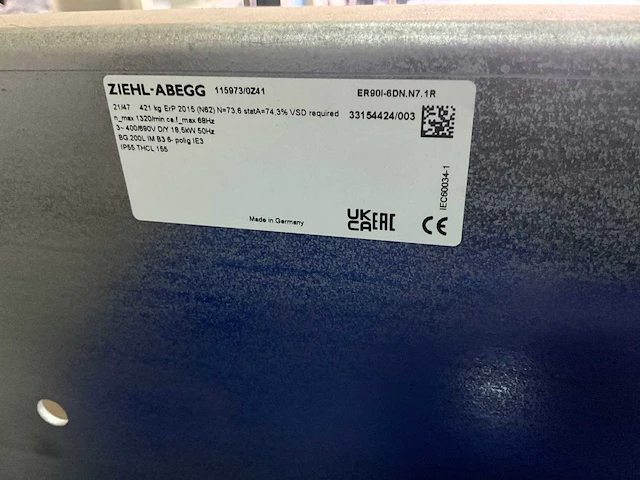 ZIEHL-ABEGG 115973/0Z41 ER90I-6DN.N7.1R
21/47 421 kg ErP 2015 (N62) N=73,6 statA=74,3% VSD required 33154424/003
n_max 1320/min ca.f_max 68Hz
3~ 400/690V D/Y 18,5kW 50Hz
BG.200L IM B3 6- polig IE3
IP55 THCL 155
IEC60034-1
Made in Germany UK CA EAC CE